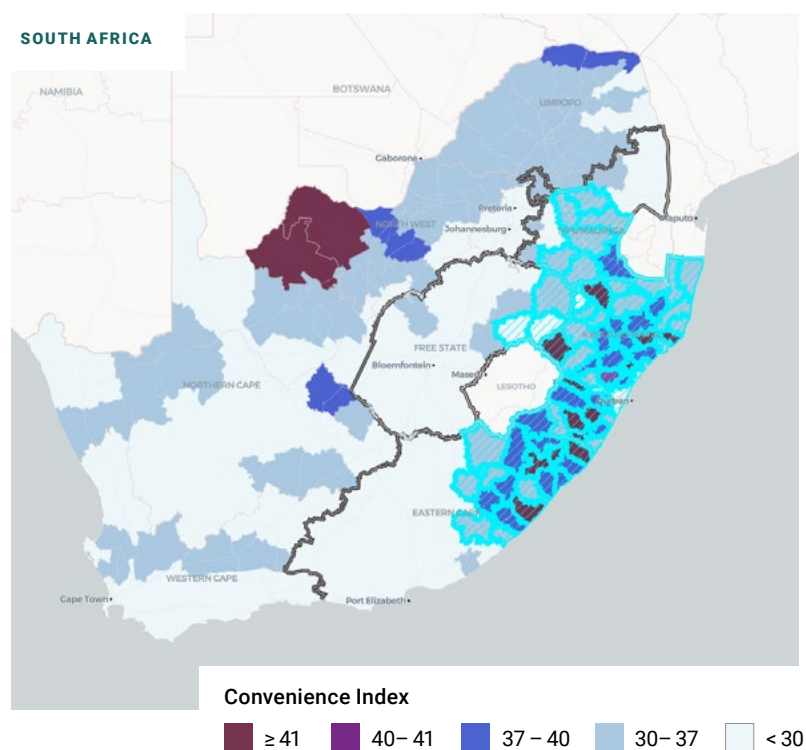 SOUTH AFRICA
NAMIBIA
BOTSWANA
LIMPOPO
Gaborone
NORTH WEST
Pretoria
Johannesburg
Maputo
FREE STATE
Bloemfontein
Maseru
LESOTHO
Durban
NORTHERN CAPE
EASTERN CAPE
WESTERN CAPE
Cape Town
Port Elizabeth
Convenience Index
≥ 41 40– 41 37 – 40 30– 37 < 30